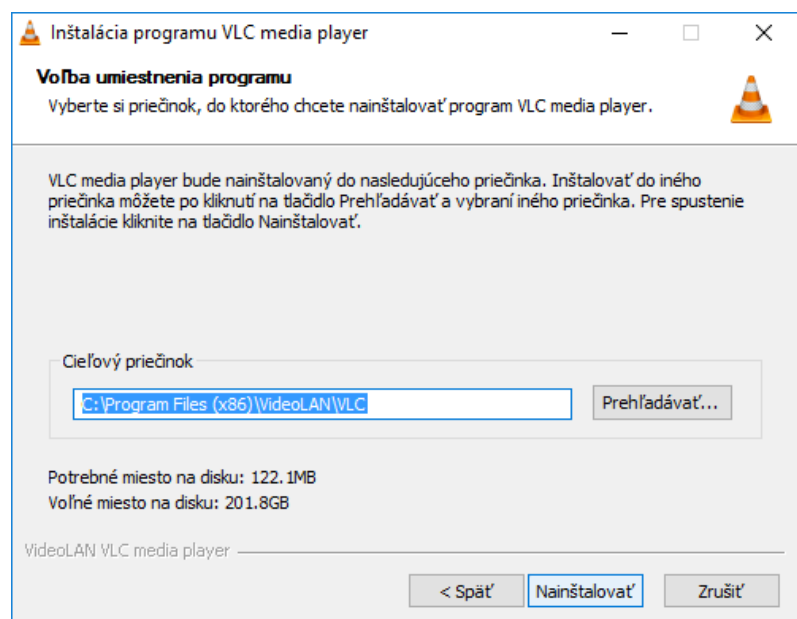 Inštalácia programu VLC media player
Voľba umiestnenia programu
Vyberte si priečinok, do ktorého chcete nainštalovať program VLC media player.
VLC media player bude nainštalovaný do nasledujúceho priečinka. Inštalovať do iného
priečinka môžete po kliknutí na tlačidlo Prehľadávať a vybraní iného priečinka. Pre spustenie
inštalácie kliknite na tlačidlo Nainštalovať.
Cieľový priečinok
C:\Program Files (x86)\VideoLAN\VLC
Prehľadávať...
Potrebné miesto na disku: 122.1MB
Voľné miesto na disku: 201.8GB
VideoLAN VLC media player
< Späť
Nainštalovať
Zrušiť